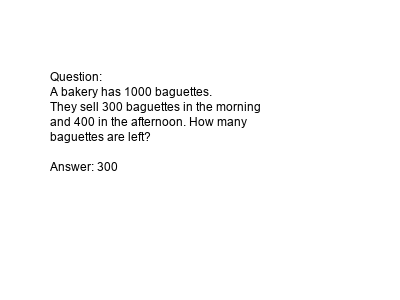 Question:
A bakery has 1000 baguettes.
They sell 300 baguettes in the morning
and 400 in the afternoon. How many
baguettes are left?
Answer: 300